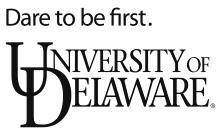 Dare to be first.
UNIVERSITY OF
DELAWARE®